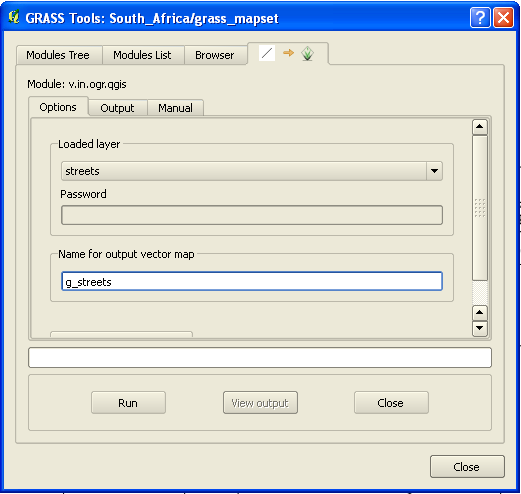 GRASS Tools: South_Africa/grass_mapset
Modules Tree Modules List Browser
Module: v.in.ogr.qgis
Options Output Manual
Loaded layer
streets
Password
Name for output vector map
g_streets
Run View output Close
Close